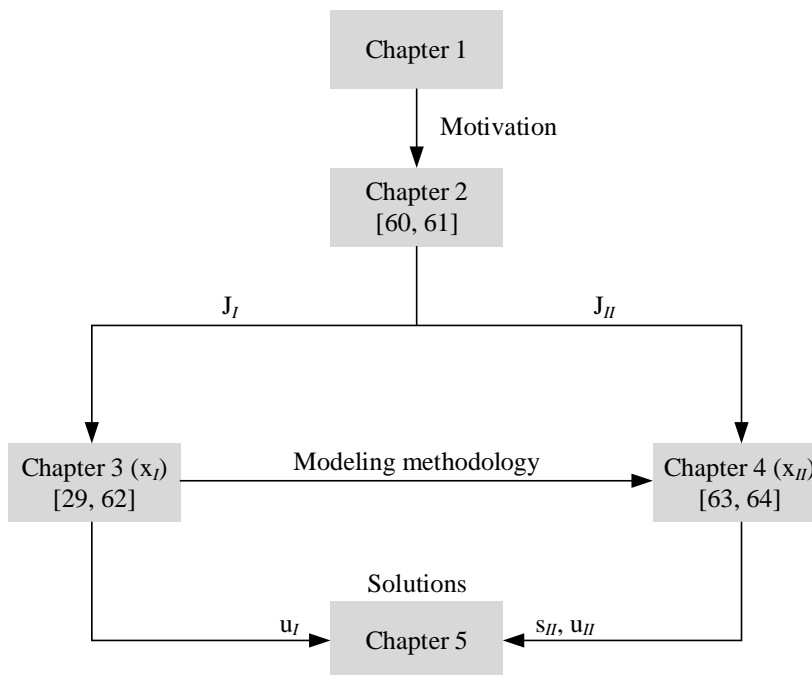 Chapter 1
Motivation
Chapter 2
[60, 61]
J_I
J_II
Chapter 3 (x_I)
[29, 62]
Modeling methodology
Chapter 4 (x_II)
[63, 64]
Solutions
u_I
Chapter 5
s_II, u_II